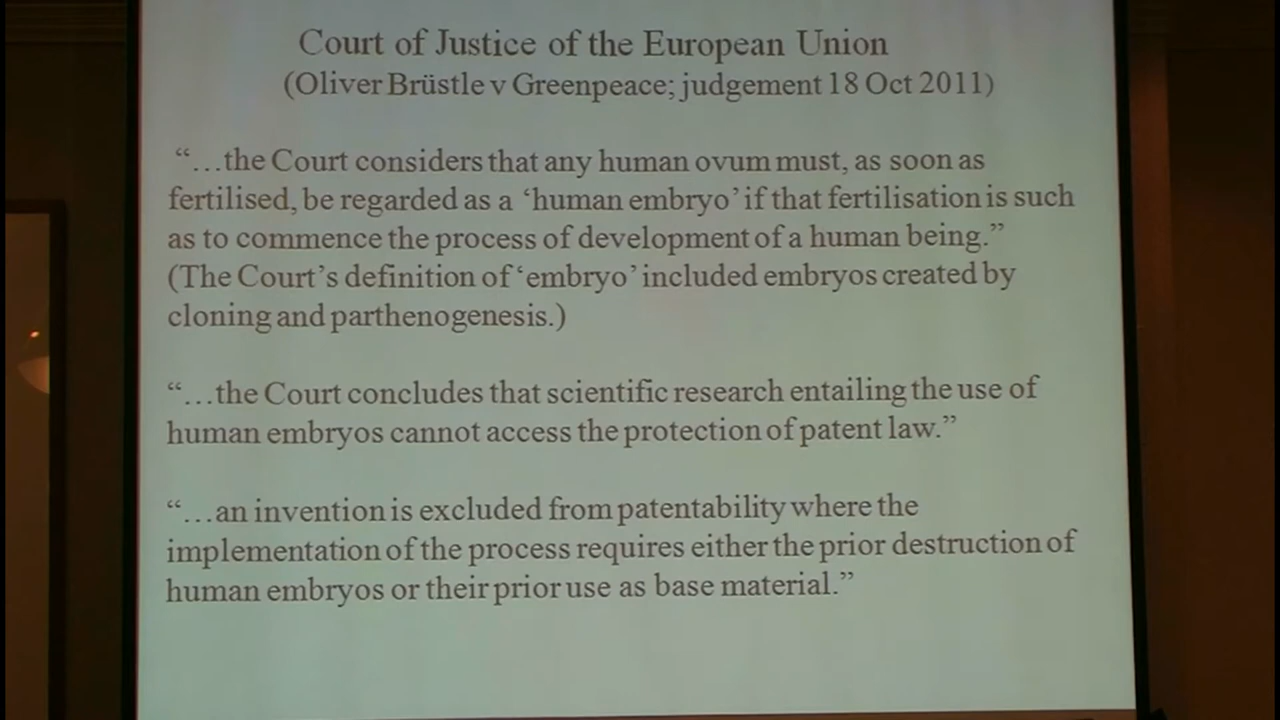 Court of Justice of the European Union
(Oliver Brüstle v Greenpeace; judgement 18 Oct 2011)
“…the Court considers that any human ovum must, as soon as
fertilised, be regarded as a ‘human embryo’ if that fertilisation is such
as to commence the process of development of a human being.”
(The Court’s definition of ‘embryo’ included embryos created by
cloning and parthenogenesis.)
“…the Court concludes that scientific research entailing the use of
human embryos cannot access the protection of patent law.”
“…an invention is excluded from patentability where the
implementation of the process requires either the prior destruction of
human embryos or their prior use as base material.”